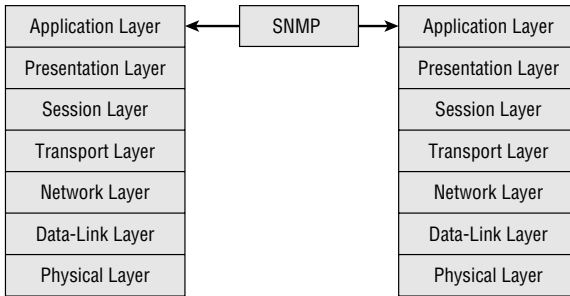 Application Layer
SNMP
Application Layer
Presentation Layer
Presentation Layer
Session Layer
Session Layer
Transport Layer
Transport Layer
Network Layer
Network Layer
Data-Link Layer
Data-Link Layer
Physical Layer
Physical Layer